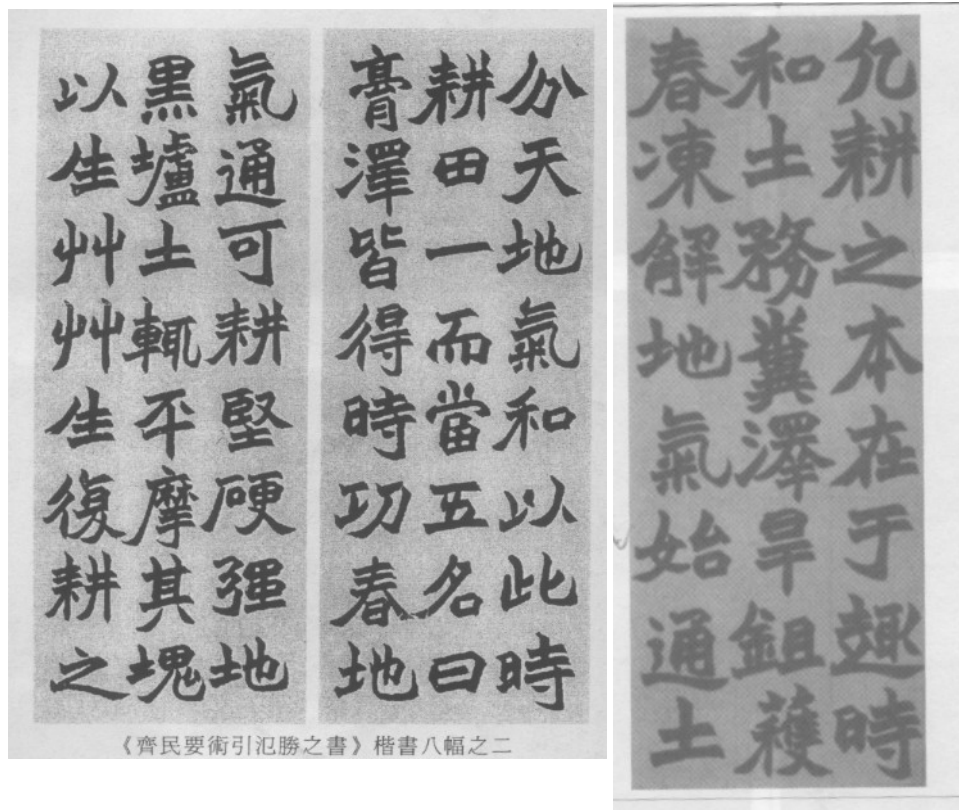 凡耕之本在于趣時
和土務糞澤旱鉏穫
春凍解地氣始通土
分天地氣和以此時
耕田一而當五名曰
膏澤皆得時功春地
氣通可耕堅硬强地
黑壚土輒平摩其塊
以生艸艸生復耕之
《齊民要術引氾勝之書》楷書八幅之二